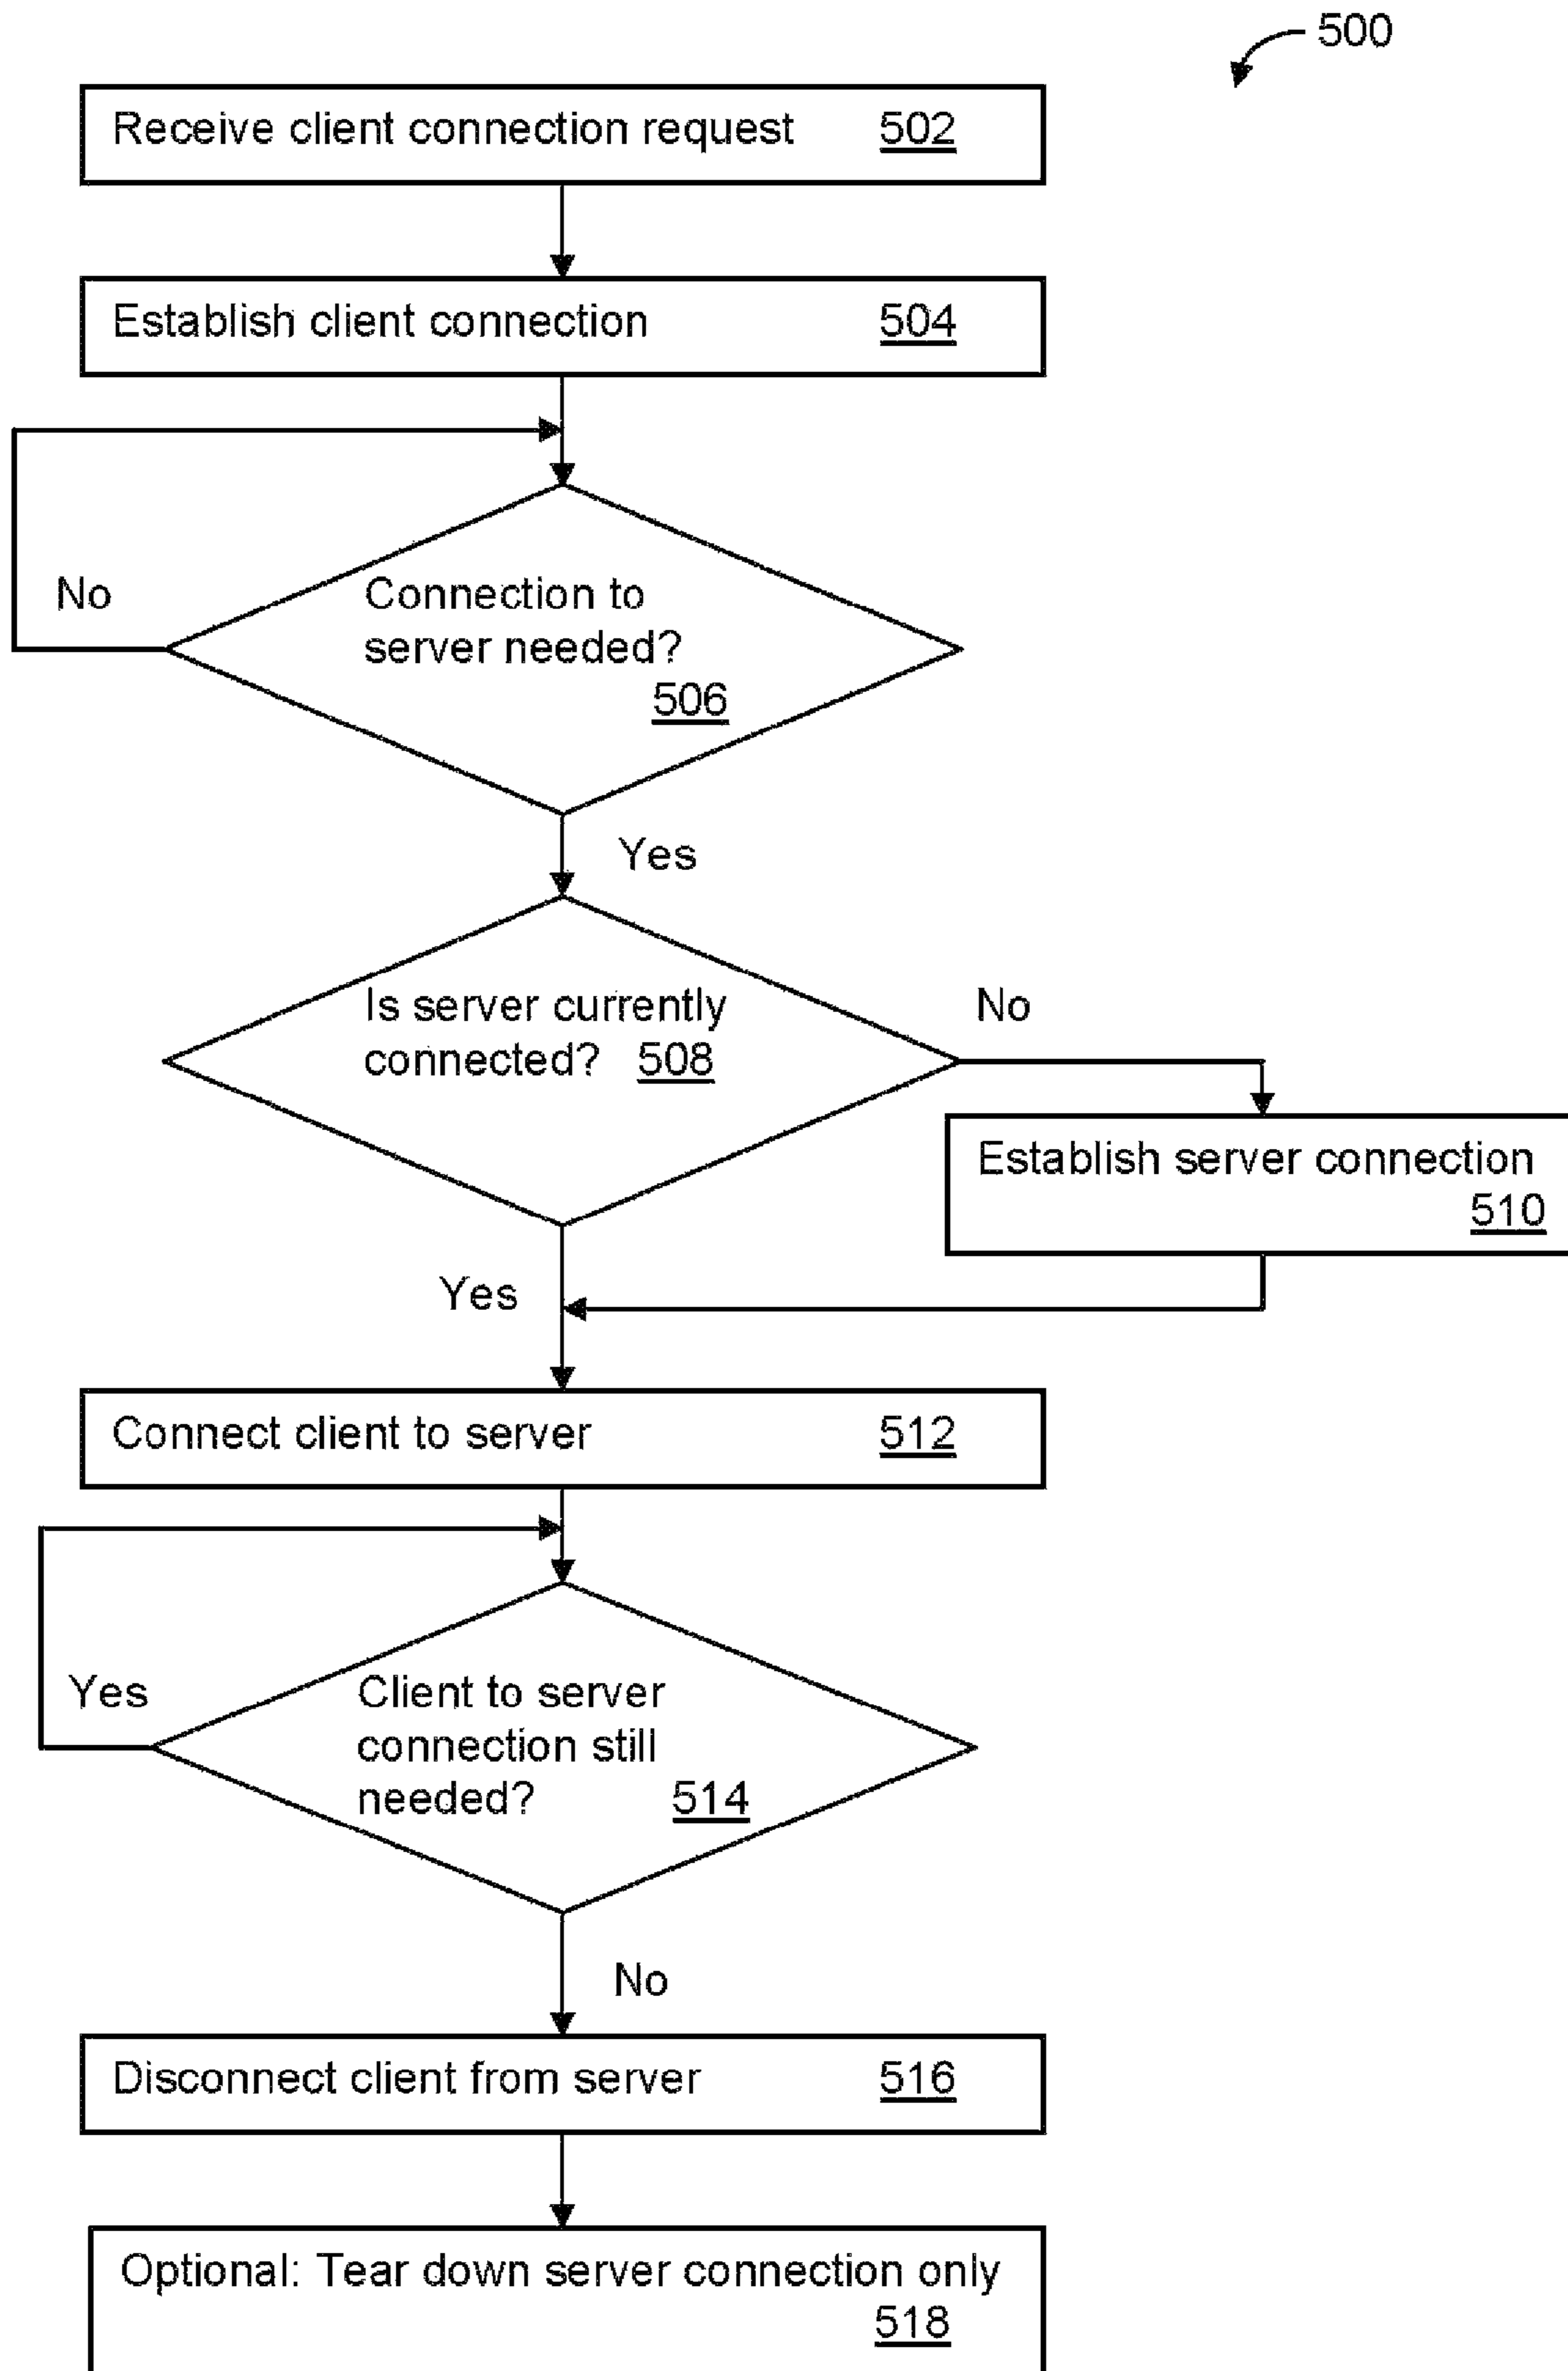 500
Receive client connection request 502
Establish client connection 504
No
Connection to
server needed?
506
Yes
Is server currently
connected? 508
No
Establish server connection
510
Yes
Connect client to server 512
Yes
Client to server
connection still
needed? 514
No
Disconnect client from server 516
Optional: Tear down server connection only
518